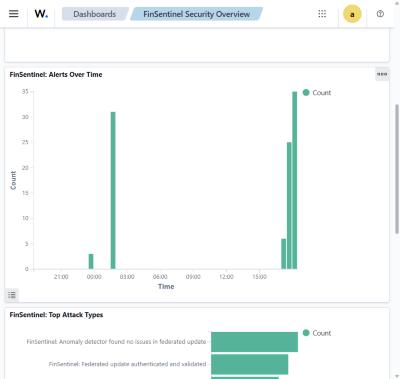 W.
Dashboards
FinSentinel Security Overview
a
FinSentinel: Alerts Over Time
Count
35
30
25
20
15
10
5
0
Count
21:00
00:00
03:00
06:00
09:00
12:00
15:00
Time
FinSentinel: Top Attack Types
Count
FinSentinel: Anomaly detector found no issues in federated update
FinSentinel: Federated update authenticated and validated